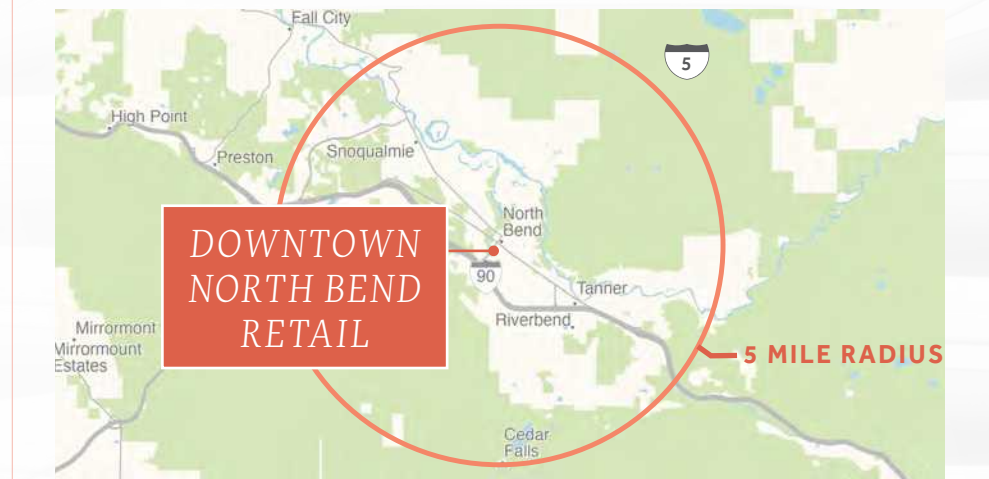 Fall City
5
High Point
Preston
Snoqualmie
North
Bend
DOWNTOWN
NORTH BEND
RETAIL
90
Tanner
Riverbend
Mirrormont
Mirrormount
Estates
5 MILE RADIUS
Cedar
Falls